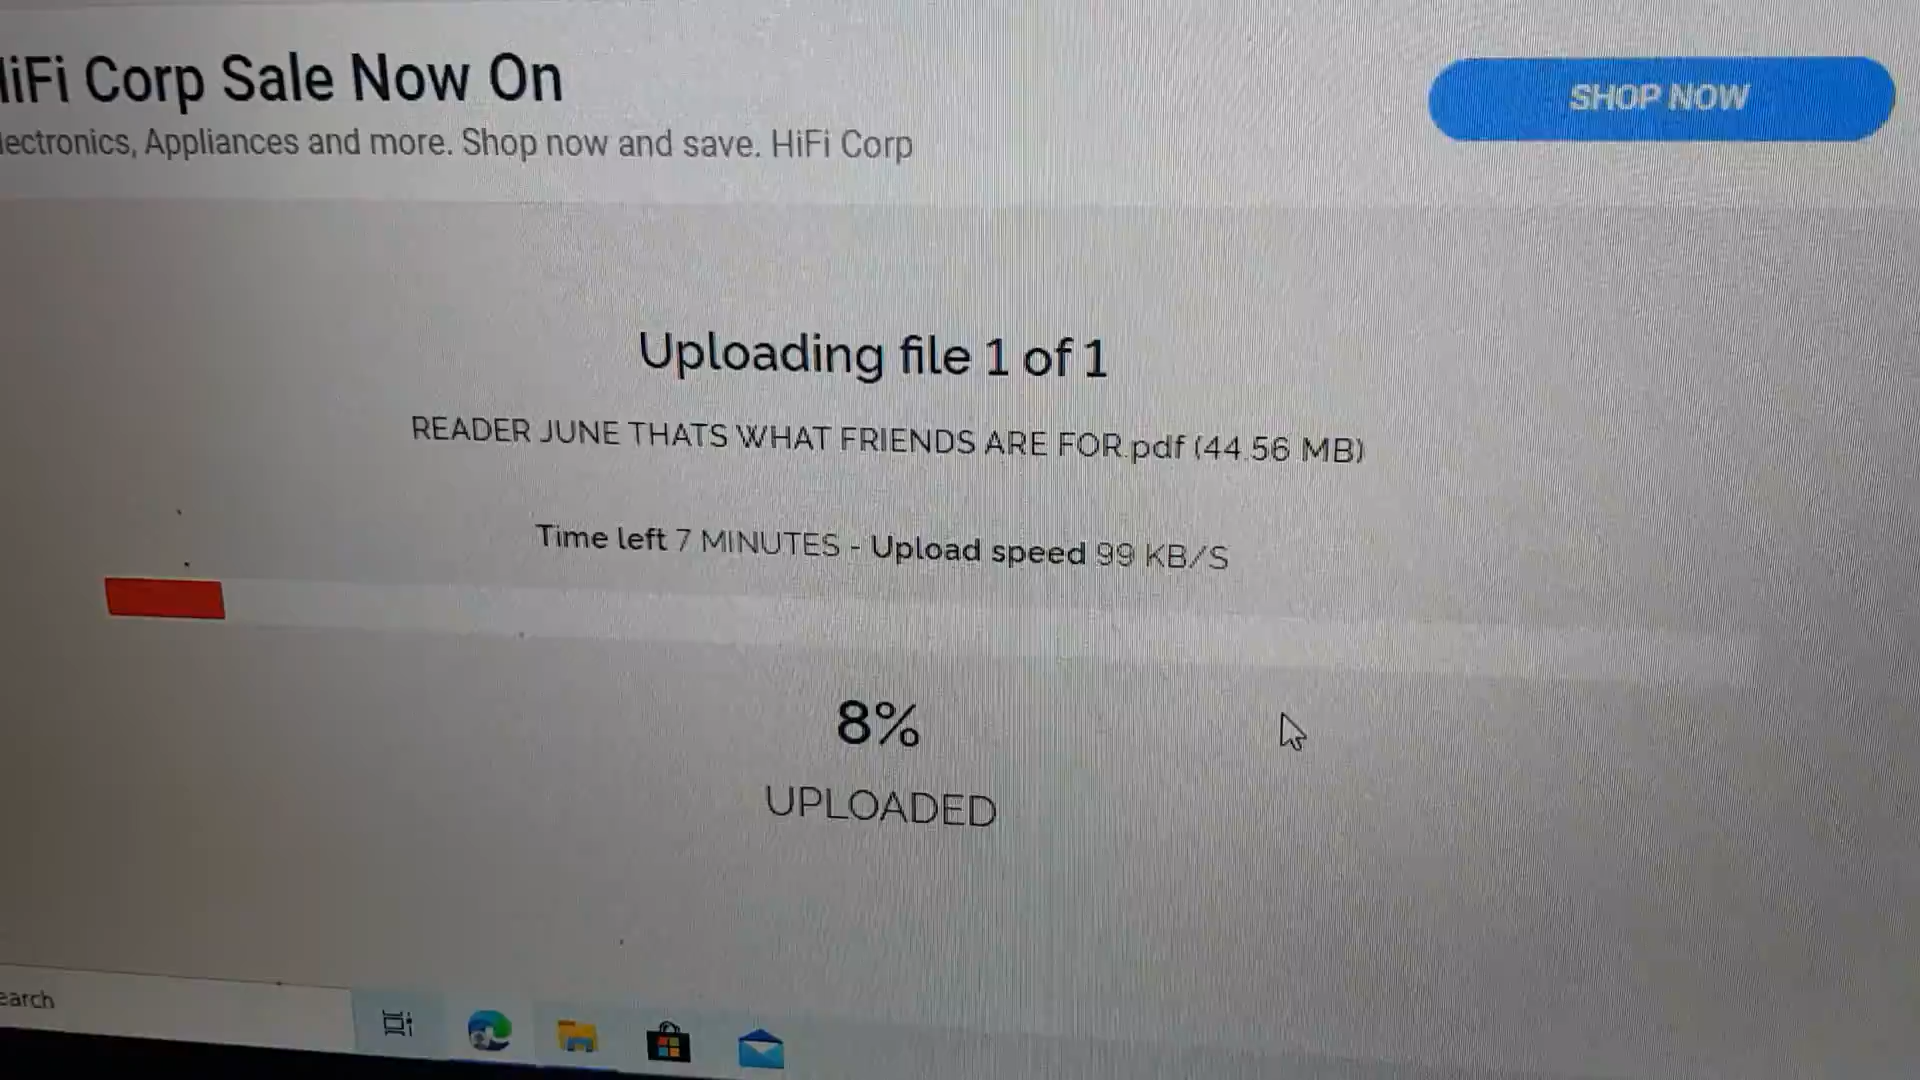 HiFi Corp Sale Now On
SHOP NOW
lectronics, Appliances and more. Shop now and save. HiFi Corp
Uploading file 1 of 1
READER JUNE THATS WHAT FRIENDS ARE FOR.pdf (44.56 MB)
Time left 7 MINUTES - Upload speed 99 KB/S
8%
UPLOADED
earch